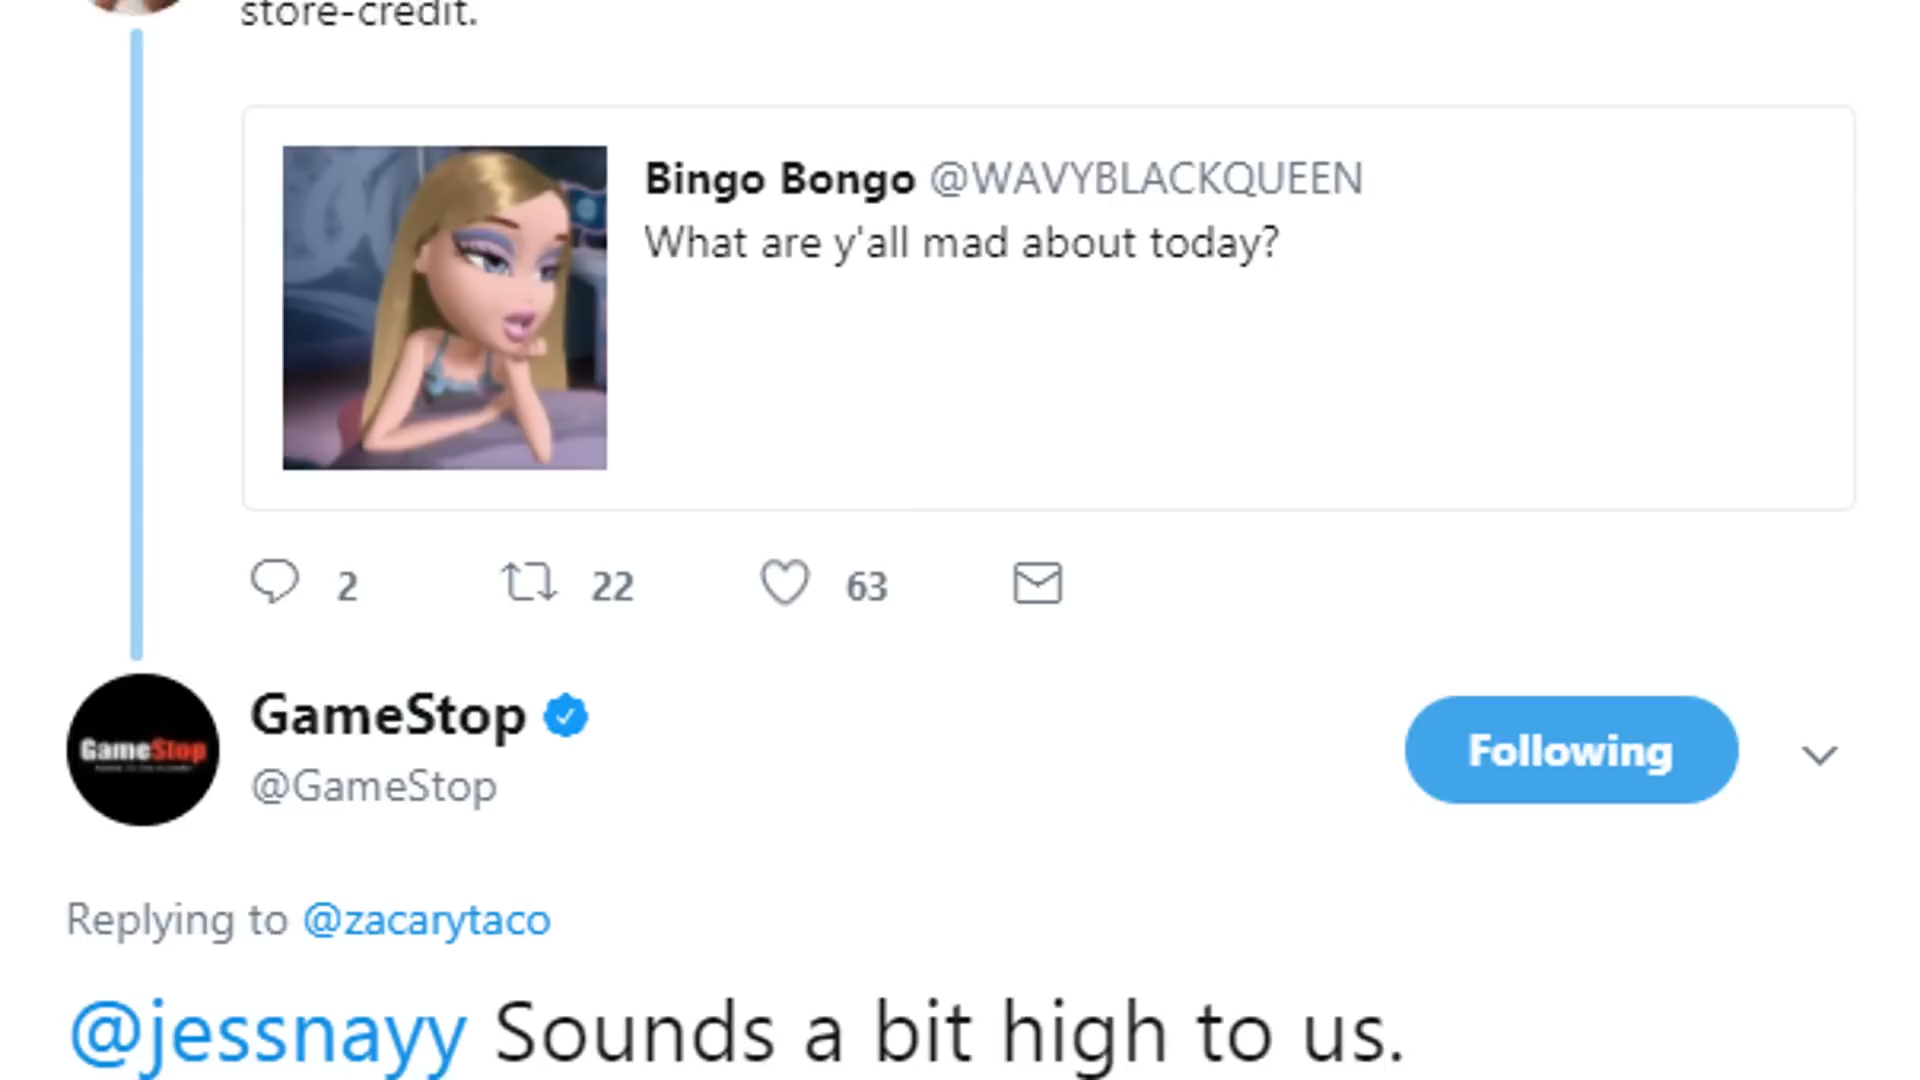 store-credit.
Bingo Bongo @WAVYBLACKQUEEN
What are y'all mad about today?
2 22 63
GameStop
GameStop
@GameStop
Following
Replying to @zacarytaco
@jessnayy Sounds a bit high to us.